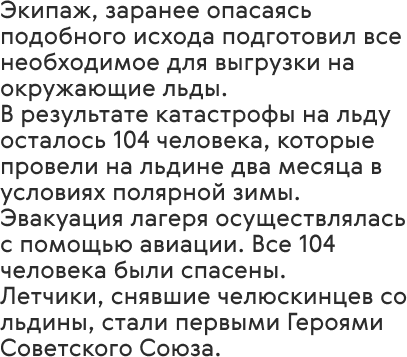 Экипаж, заранее опасаясь
подобного исхода подготовил все
необходимое для выгрузки на
окружающие льды.
В результате катастрофы на льду
осталось 104 человека, которые
провели на льдине два месяца в
условиях полярной зимы.
Эвакуация лагеря осуществлялась
с помощью авиации. Все 104
человека были спасены.
Летчики, снявшие челюскинцев со
льдины, стали первыми Героями
Советского Союза.